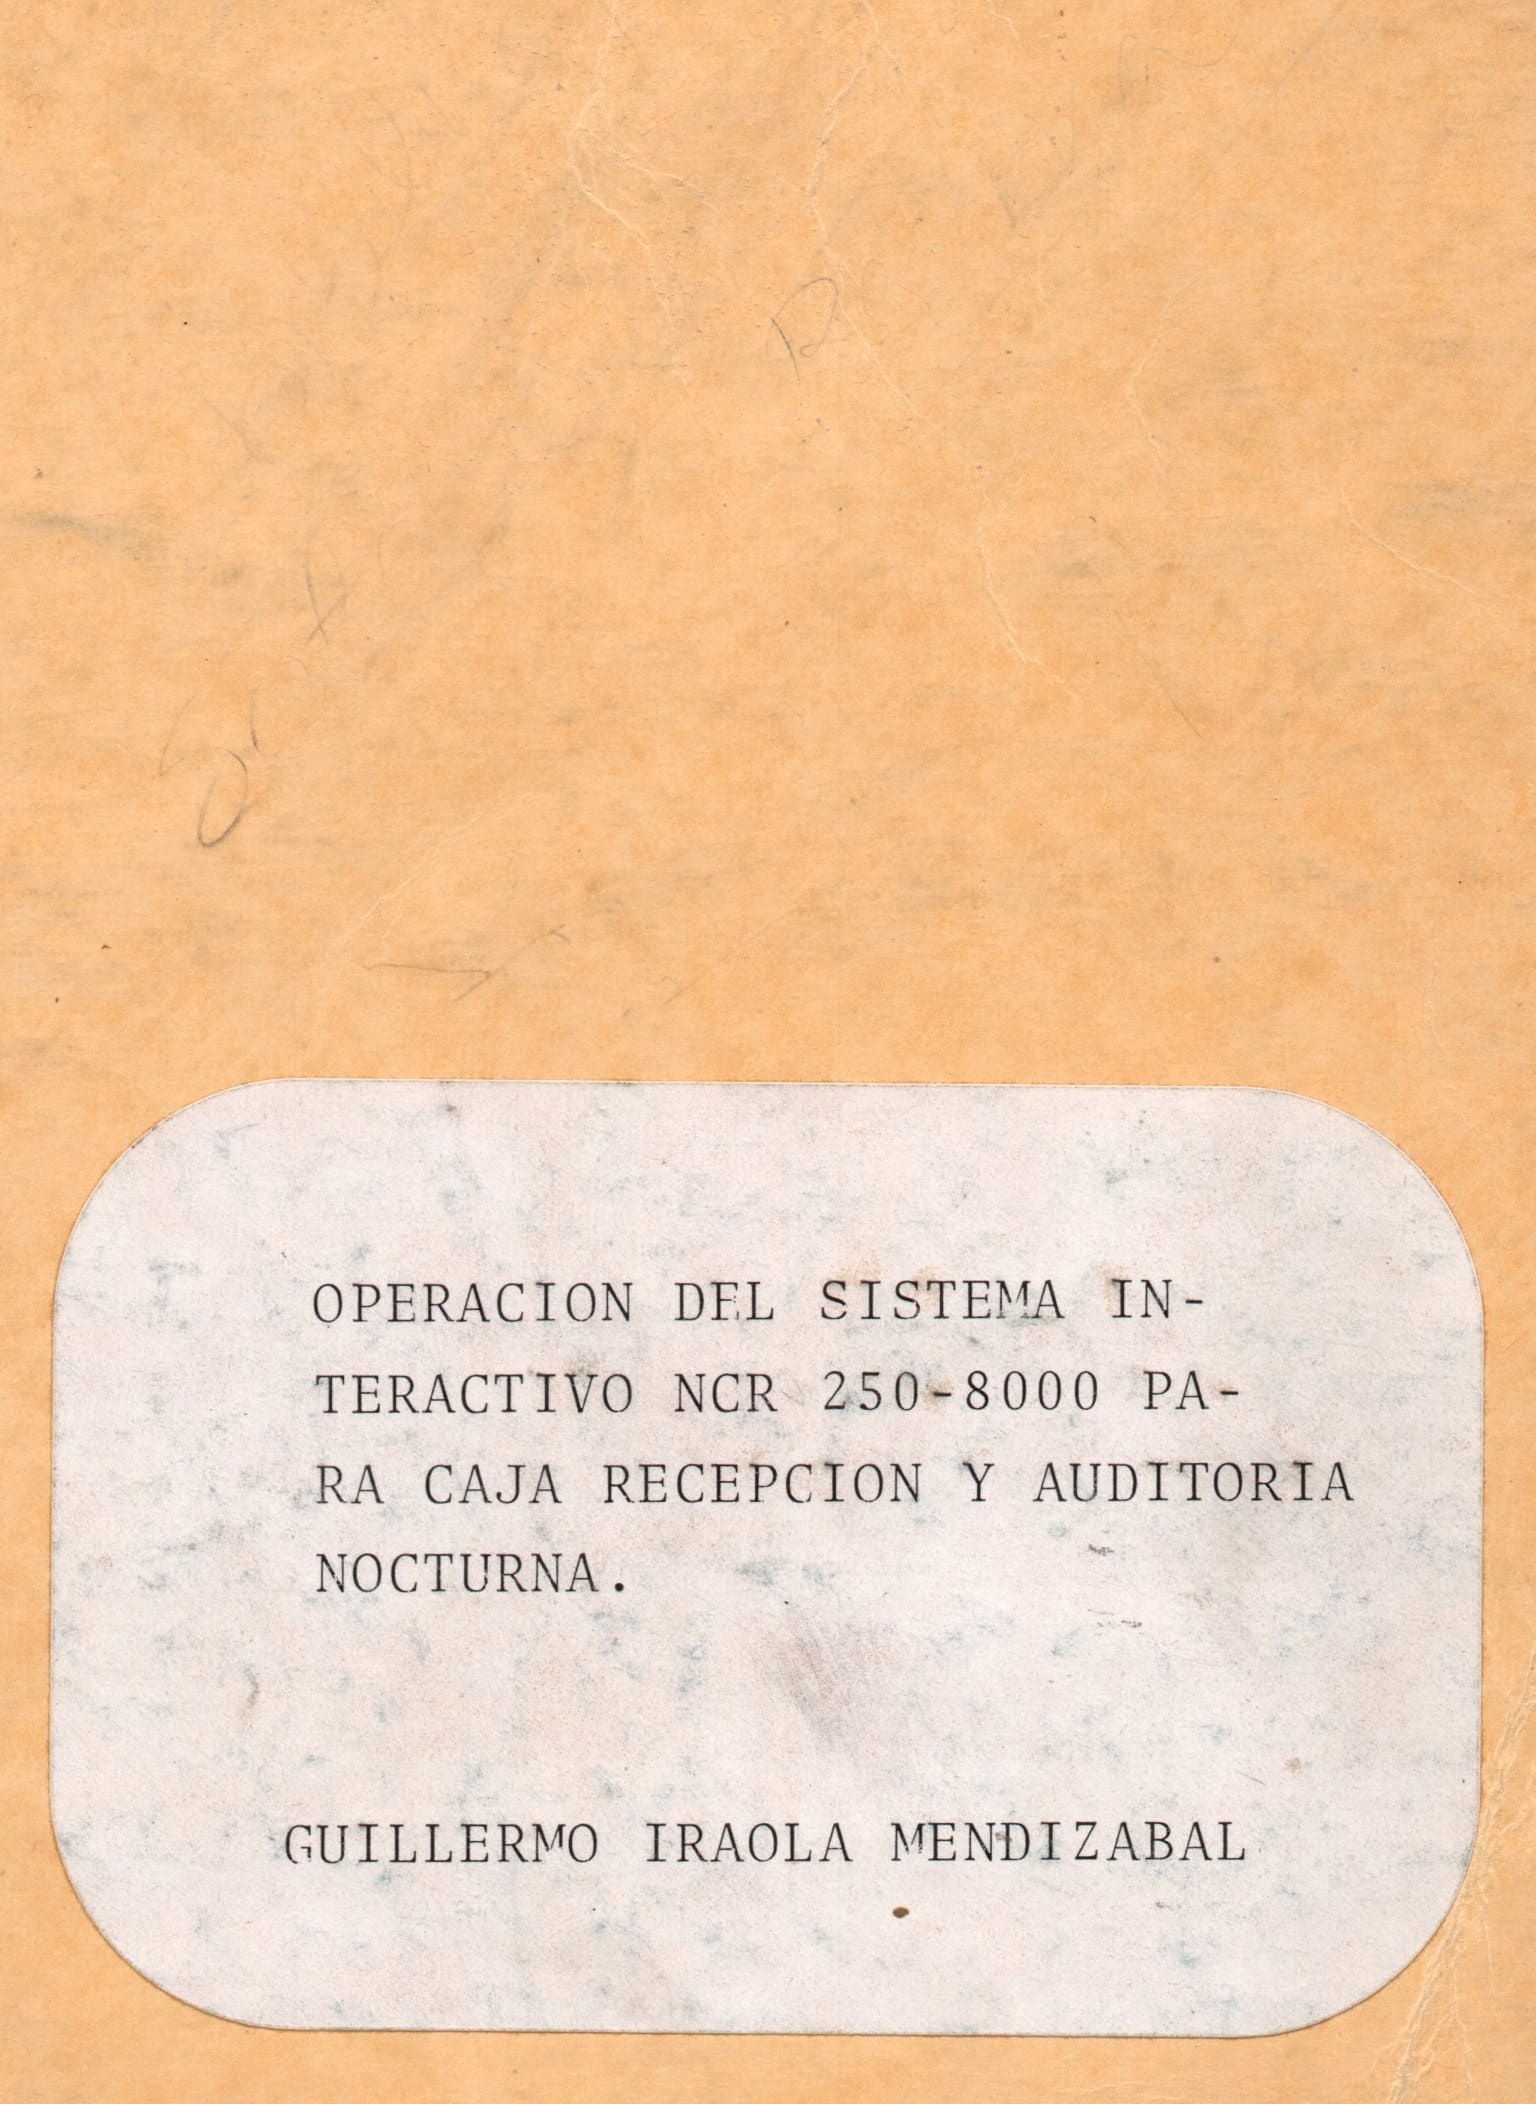 OPERACION DEL SISTEMA IN-
TERACTIVO NCR 250-8000 PA-
RA CAJA RECEPCION Y AUDITORIA
NOCTURNA.
GUILLERMO IRAOLA MENDIZABAL